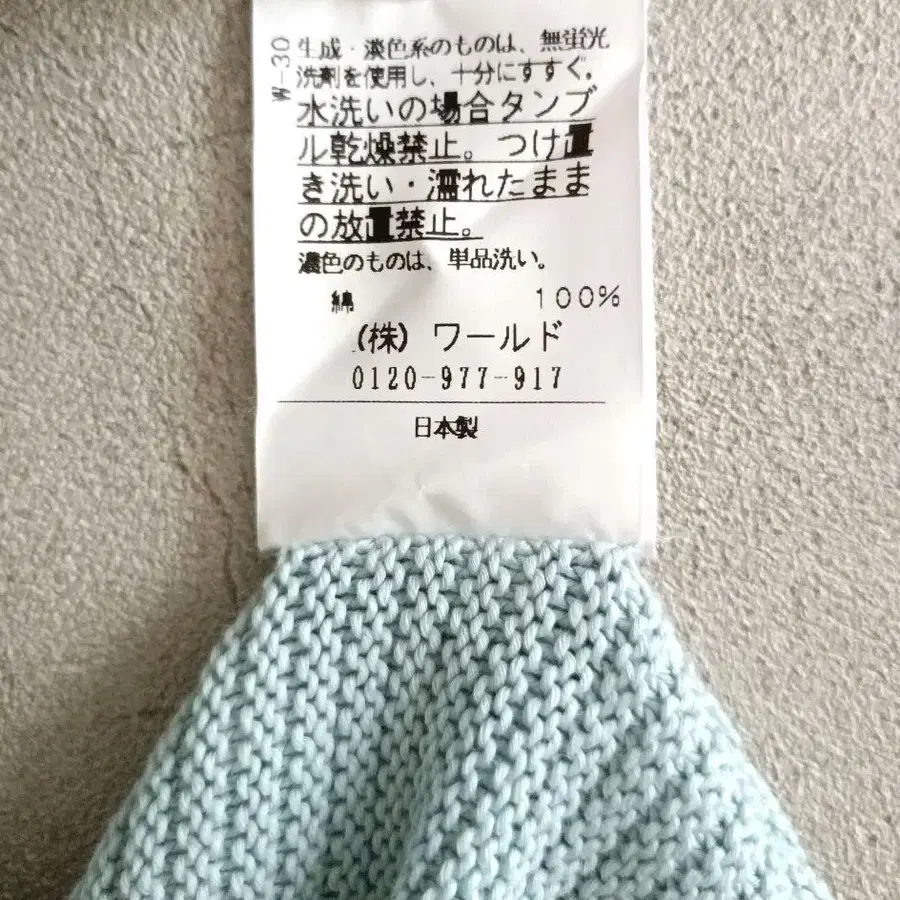 W-30
生成・淡色系のものは、無蛍光
洗剤を使用し、十分にすすぐ。
水洗いの場合タンブ
ル乾燥禁止。つけ置
き洗い・濡れたまま
の放置禁止。
濃色のものは、単品洗い。
綿 100%
(株) ワールド
0120-977-917
日本製